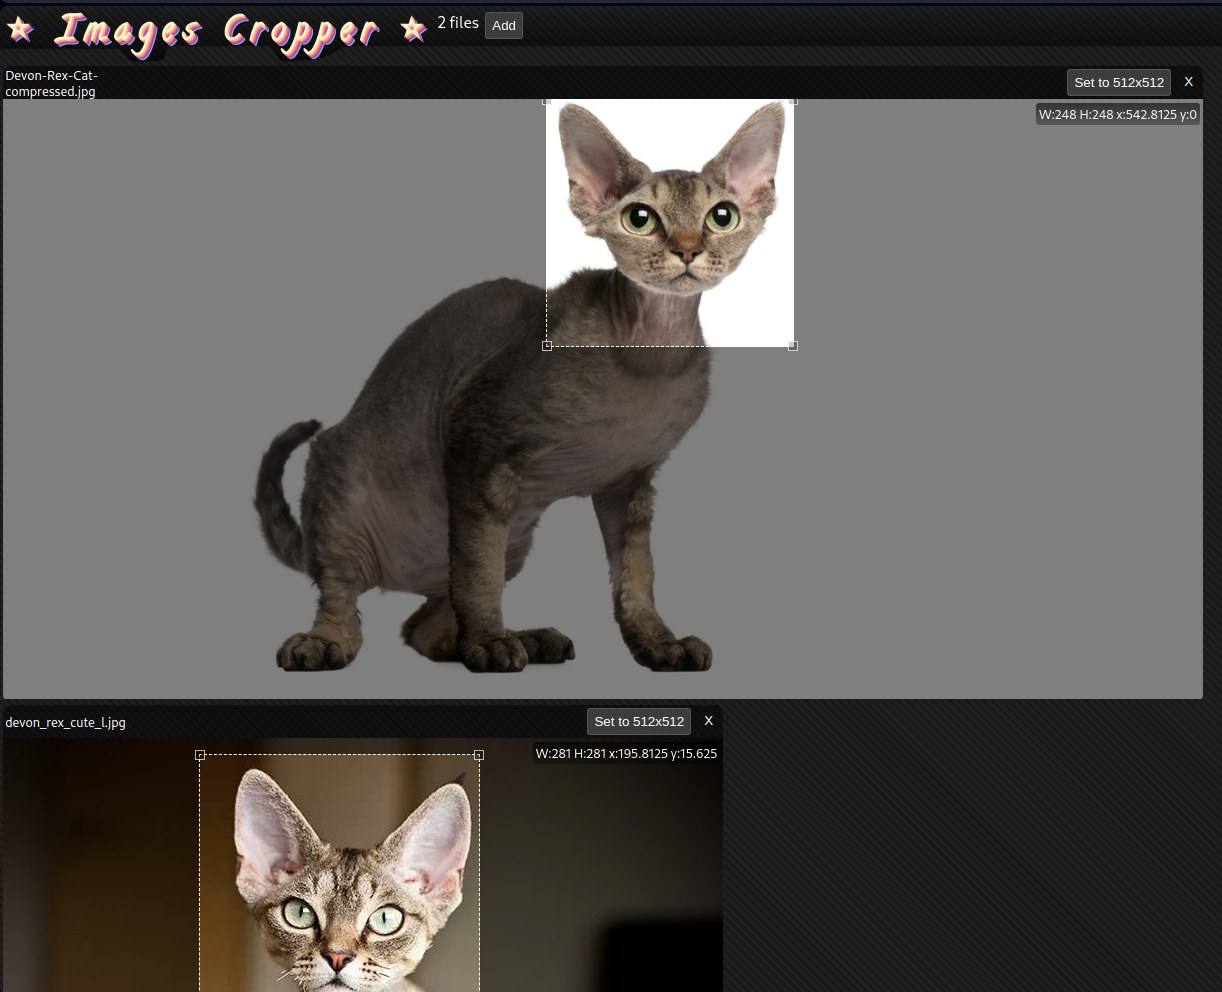 Images Cropper
2 files
Add
Devon-Rex-Cat-
compressed.jpg
Set to 512x512
X
W:248 H:248 x:542.8125 y:0
devon_rex_cute_l.jpg
Set to 512x512
X
W:281 H:281 x:195.8125 y:15.625